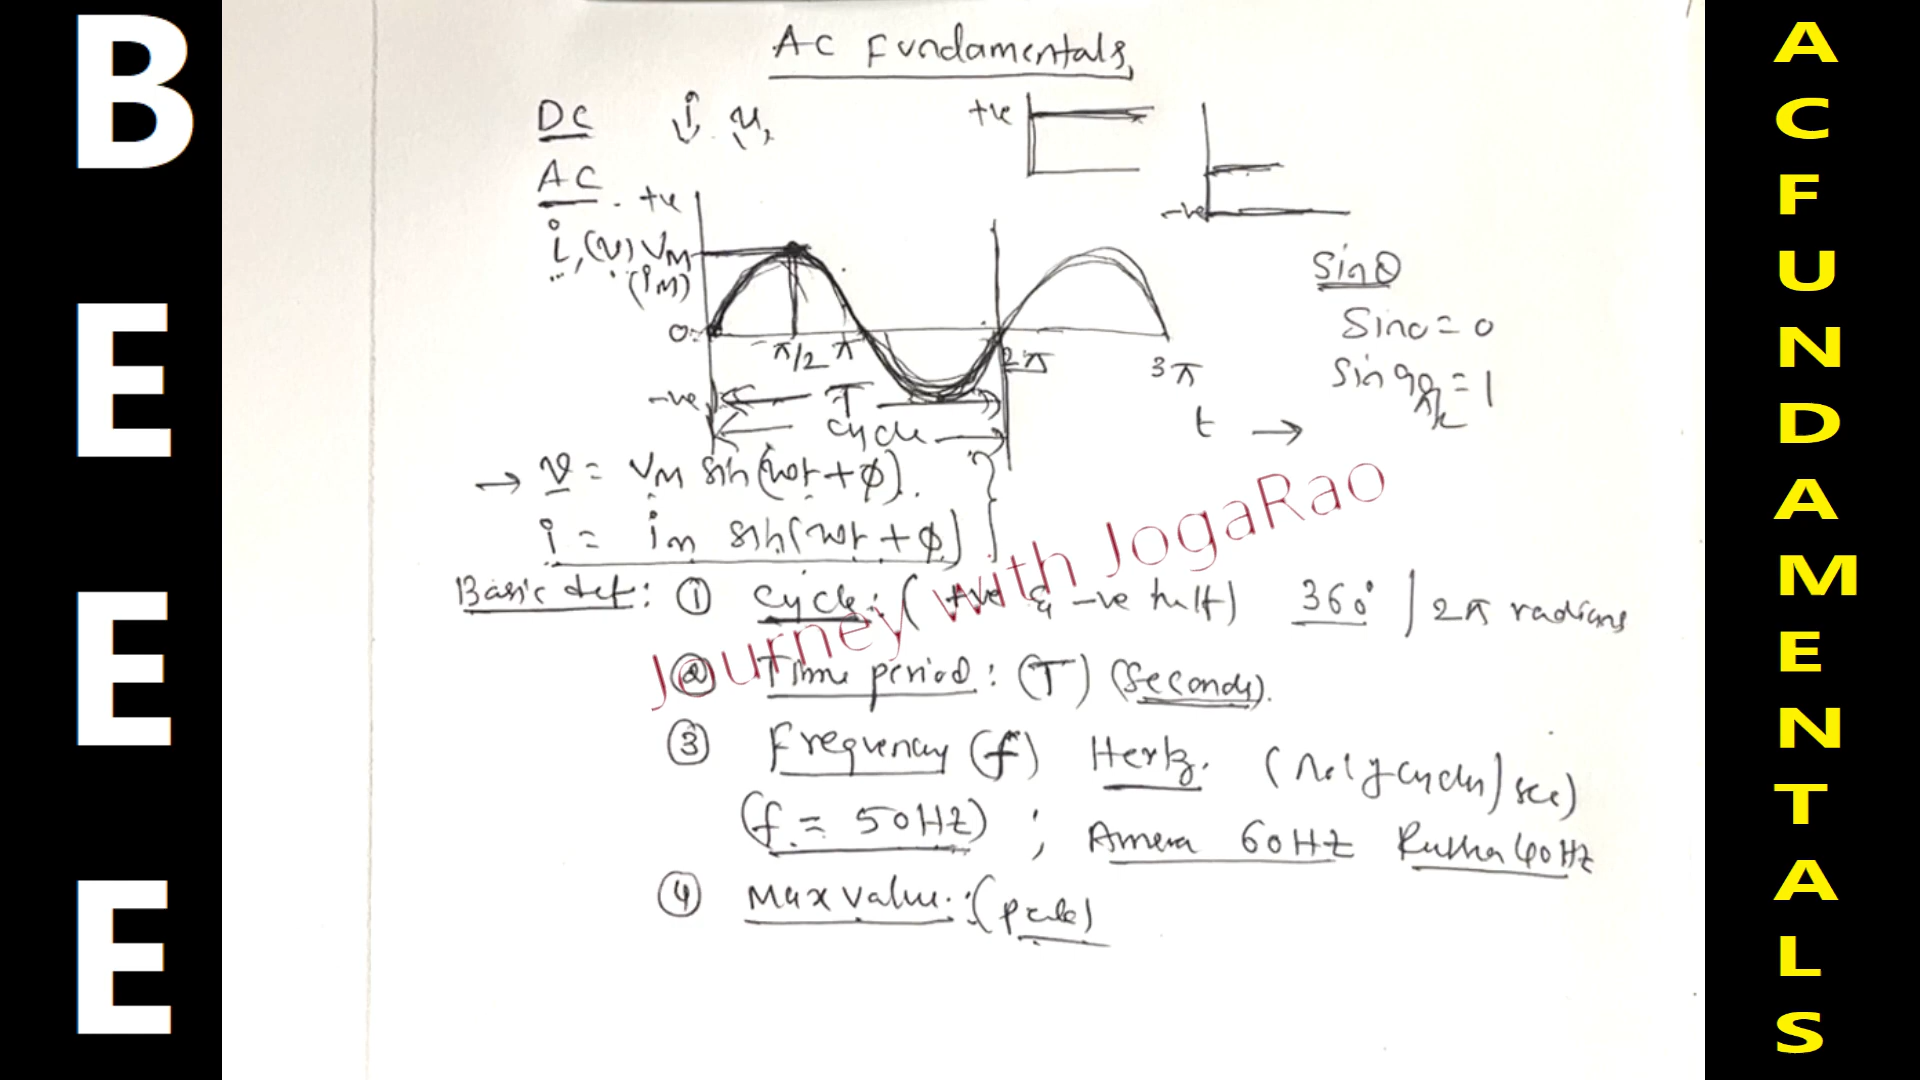 BEEE
AC Fundamentals
DC i v,
+ve
-ve
AC
+ve
i, (v) VM
(iM)
0
π/2 π 2π 3π
-ve
T
cycle
t →
Sinθ
Sin0 = 0
Sin90 = 1
π/2
→ v = VM sin(ωt + φ).
i = im sin(ωt + φ)
Basic def: ① cycle: (+ve & -ve half) 360° / 2π radians
② Time period: (T) (Seconds).
③ Frequency (f) Hertz. (No. of cycles/sec)
(f = 50HZ) ; 60HZ 40HZ
④ Max value: (peak)
Journey with JogaRao
ACFUNDAMENTALS